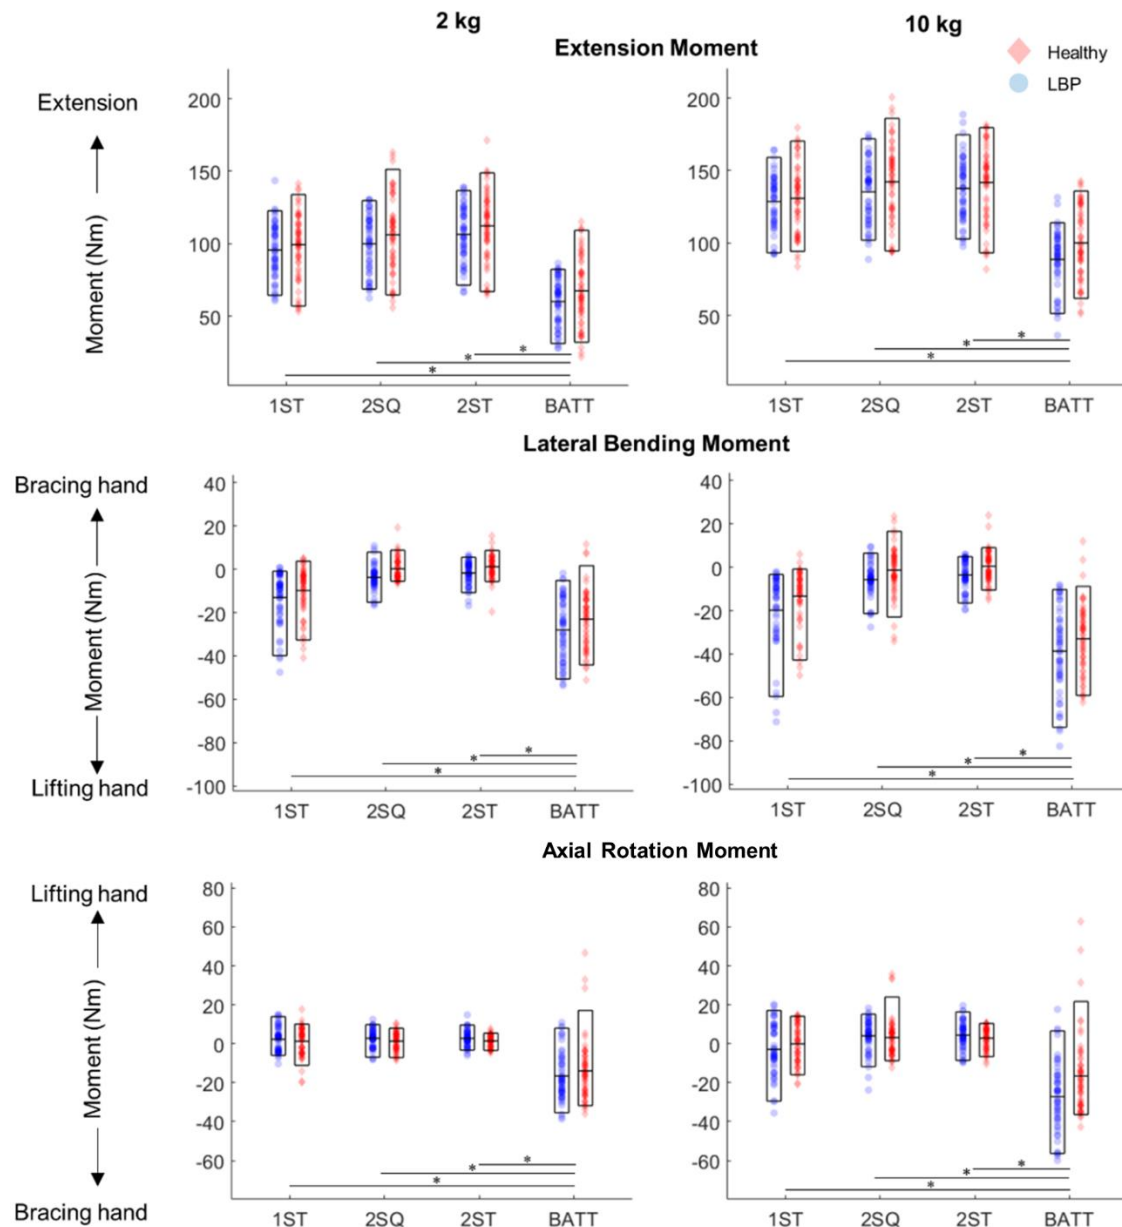 2 kg
10 kg
Extension Moment
Healthy
LBP
Extension
Moment (Nm)
200
150
100
50
* * *
1ST 2SQ 2ST BATT
200
150
100
50
* * *
1ST 2SQ 2ST BATT
Lateral Bending Moment
Bracing hand
Moment (Nm)
Lifting hand
40
20
0
-20
-40
-60
-80
-100
* * *
1ST 2SQ 2ST BATT
40
20
0
-20
-40
-60
-80
-100
* * *
1ST 2SQ 2ST BATT
Axial Rotation Moment
Lifting hand
Moment (Nm)
Bracing hand
80
60
40
20
0
-20
-40
-60
* * *
1ST 2SQ 2ST BATT
80
60
40
20
0
-20
-40
-60
* * *
1ST 2SQ 2ST BATT